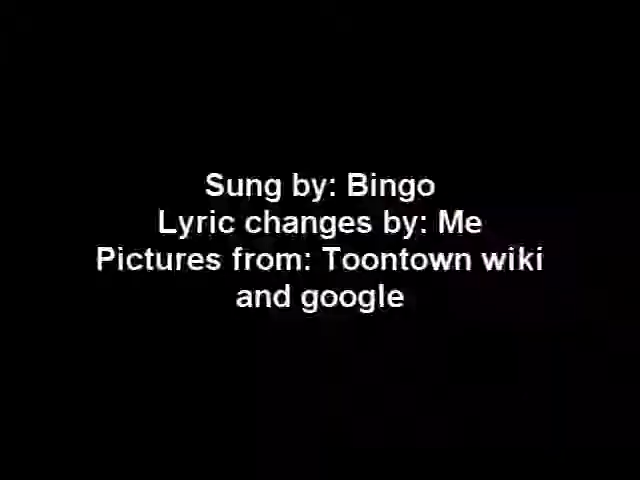 Sung by: Bingo
Lyric changes by: Me
Pictures from: Toontown wiki
and google